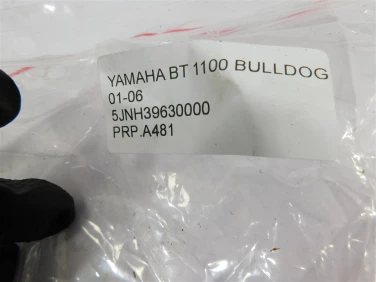 YAMAHA BT 1100 BULLDOG
01-06
5JNH39630000
PRP.A481